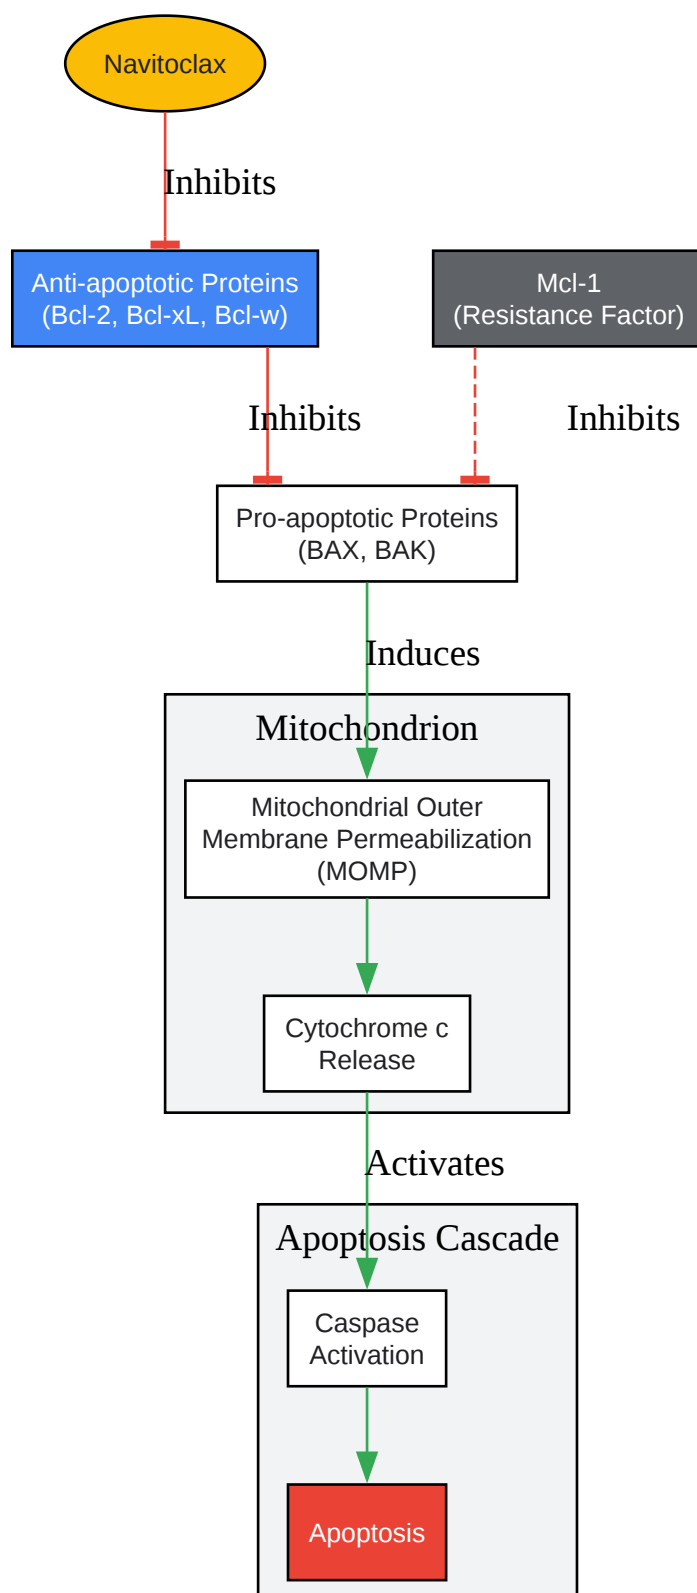 Navitoclax
Inhibits
Anti-apoptotic Proteins
(Bcl-2, Bcl-xL, Bcl-w)
Mcl-1
(Resistance Factor)
Inhibits
Inhibits
Pro-apoptotic Proteins
(BAX, BAK)
Induces
Mitochondrion
Mitochondrial Outer
Membrane Permeabilization
(MOMP)
Cytochrome c
Release
Activates
Apoptosis Cascade
Caspase
Activation
Apoptosis